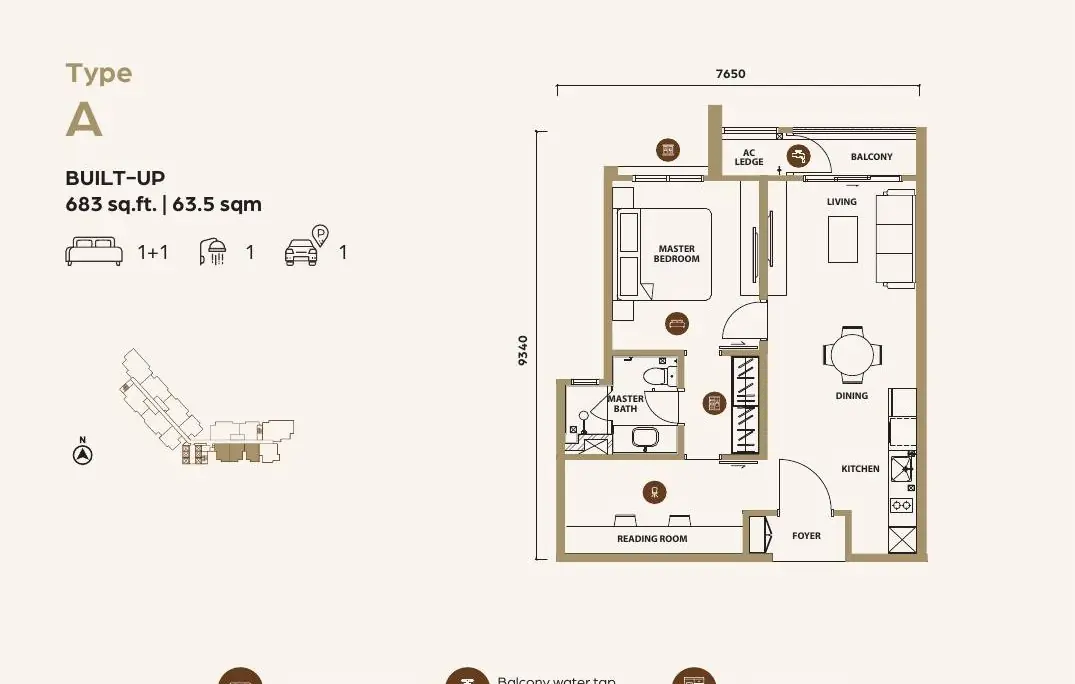 Type
A
BUILT-UP
683 sq.ft. | 63.5 sqm
1+1
1
P
1
N
7650
9340
AC
LEDGE
BALCONY
LIVING
MASTER
BEDROOM
DINING
MASTER
BATH
KITCHEN
READING ROOM
FOYER
Balcony water tap